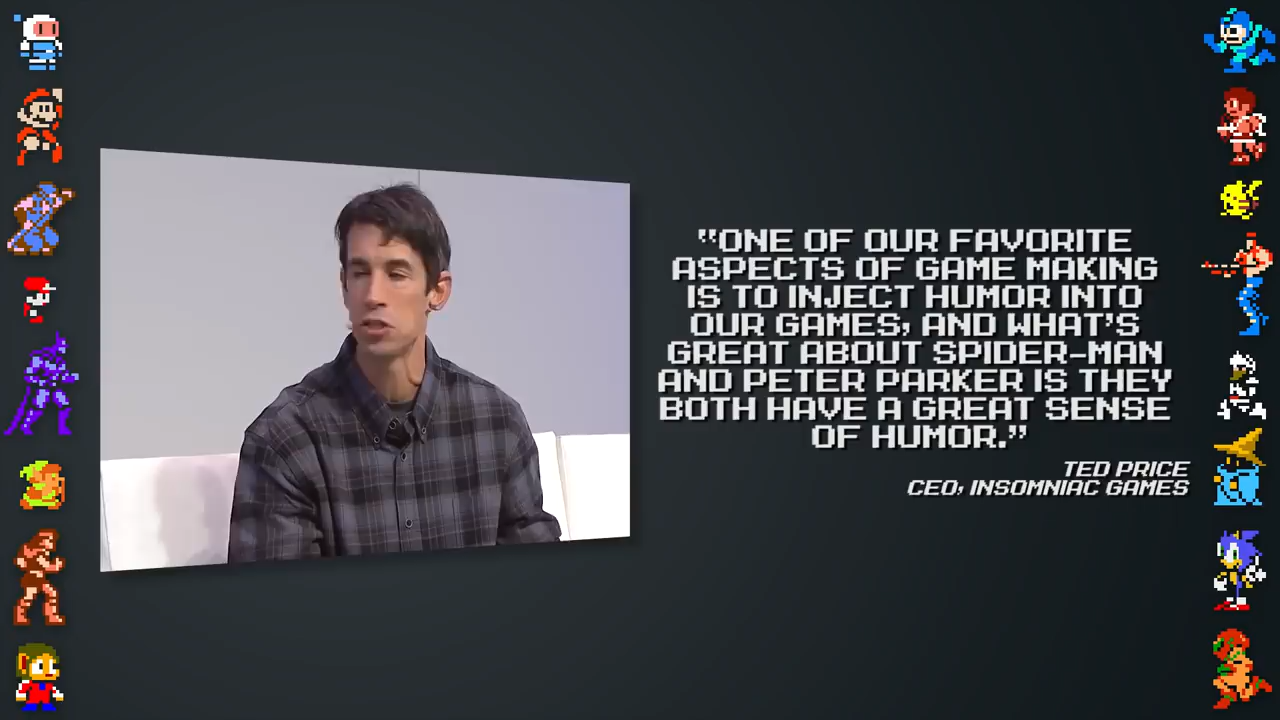 "ONE OF OUR FAVORITE
ASPECTS OF GAME MAKING
IS TO INJECT HUMOR INTO
OUR GAMES, AND WHAT'S
GREAT ABOUT SPIDER-MAN
AND PETER PARKER IS THEY
BOTH HAVE A GREAT SENSE
OF HUMOR."
TED PRICE
CEO, INSOMNIAC GAMES